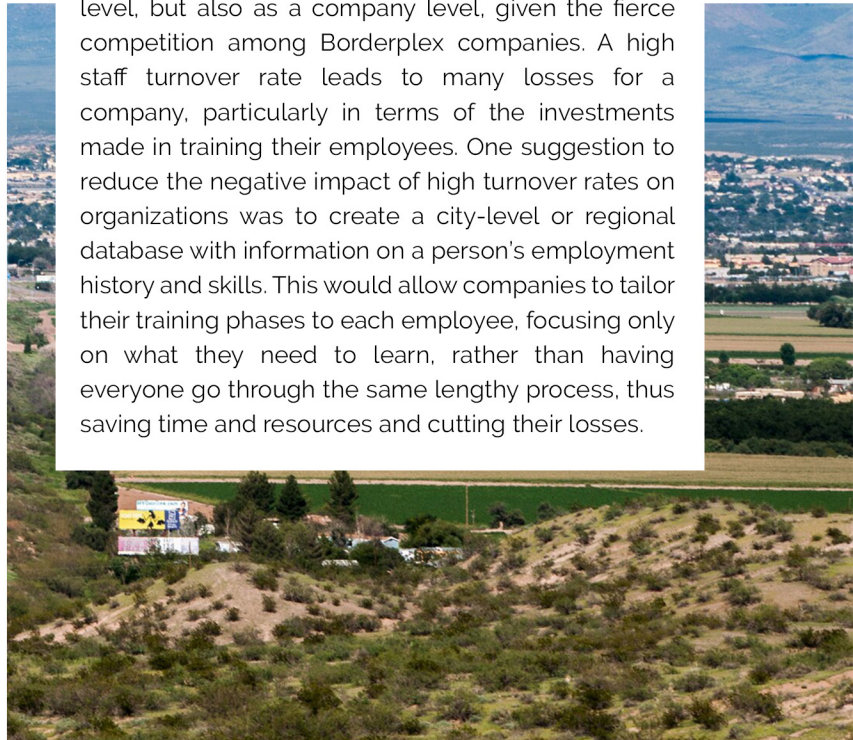 level, but also as a company level, given the fierce
competition among Borderplex companies. A high
staff turnover rate leads to many losses for a
company, particularly in terms of the investments
made in training their employees. One suggestion to
reduce the negative impact of high turnover rates on
organizations was to create a city-level or regional
database with information on a person's employment
history and skills. This would allow companies to tailor
their training phases to each employee, focusing only
on what they need to learn, rather than having
everyone go through the same lengthy process, thus
saving time and resources and cutting their losses.